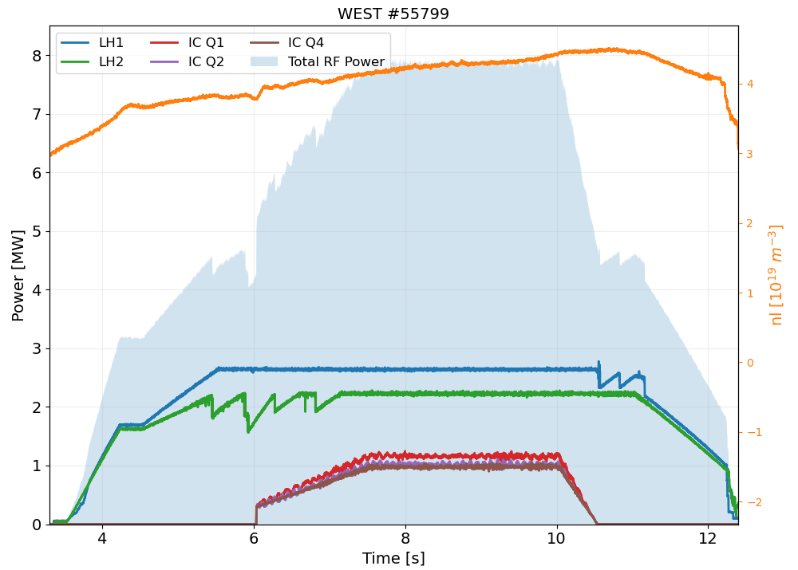 WEST #55799
LH1
LH2
IC Q1
IC Q2
IC Q4
Total RF Power
8
7
6
5
4
3
2
1
0
Power [MW]
4
3
2
1
0
−1
−2
nl [10^19 m^−3]
4
6
8
10
12
Time [s]